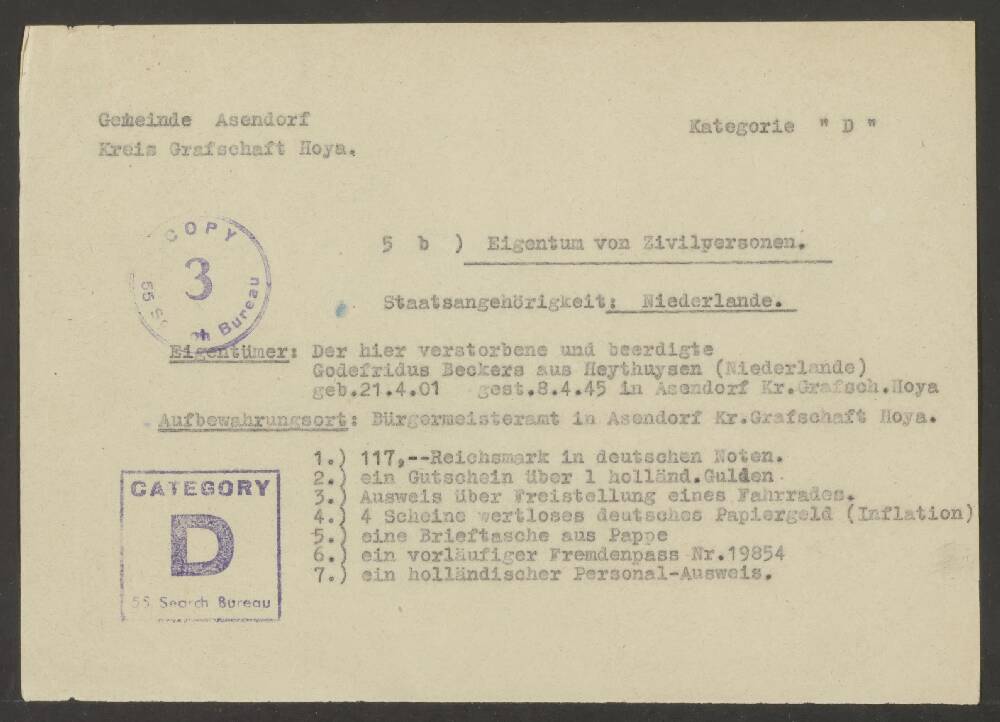 Gemeinde Asendorf
Kreis Grafschaft Hoya.
Kategorie " D "
COPY
3
55 Bureau
5 b ) Eigentum von Zivilpersonen.
Staatsangehörigkeit: Niederlande.
Eigentümer: Der hier verstorbene und beerdigte
Godefridus Beckers aus Heythuysen (Niederlande)
geb.21.4.01 gest.8.4.45 in Asendorf Kr.Grafsch.Hoya
Aufbewahrungsort: Bürgermeisteramt in Asendorf Kr.Grafschaft Hoya.
1.) 117,--Reichsmark in deutschen Noten.
2.) ein Gutschein über 1 holländ.Gulden
3.) Ausweis über Freistellung eines Fahrrades.
4.) 4 Scheine wertloses deutsches Papiergeld (Inflation)
5.) eine Brieftasche aus Pappe
6.) ein vorläufiger Fremdenpass Nr.19854
7.) ein holländischer Personal-Ausweis.
CATEGORY
D
55 Search Bureau